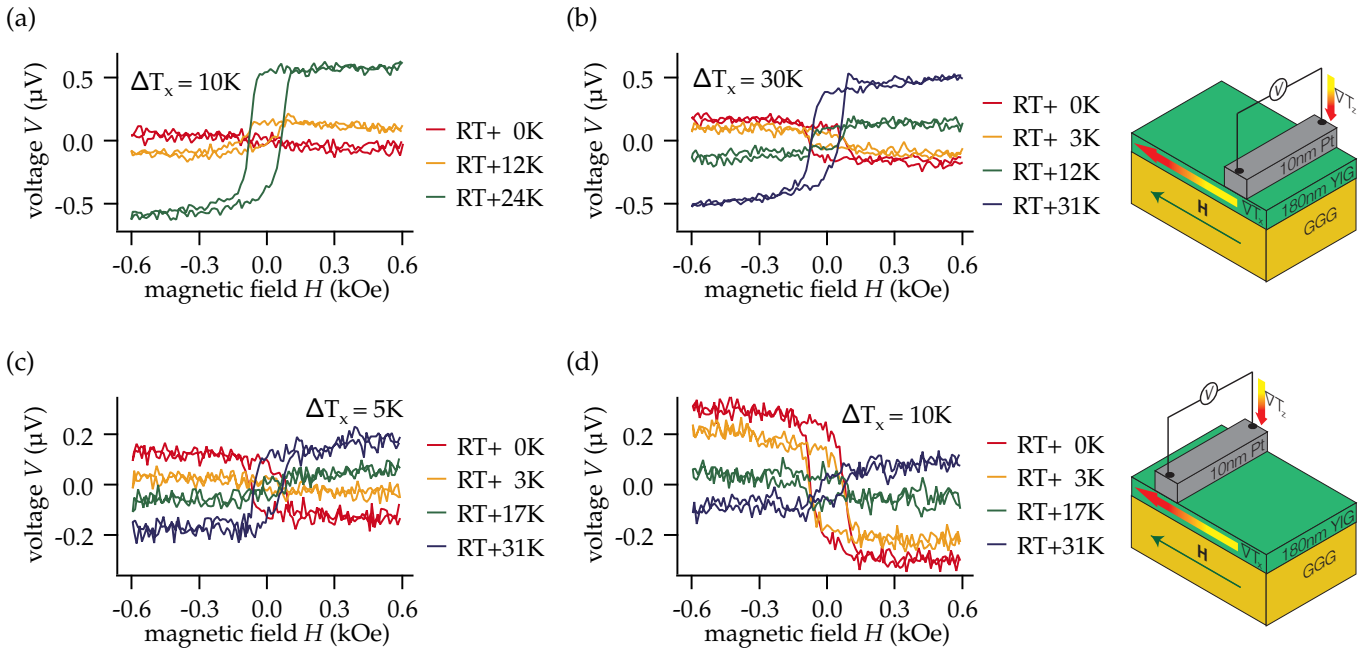 (a)
ΔTx = 10K
0.5
0.0
-0.5
voltage V (µV)
-0.6 -0.3 0.0 0.3 0.6
magnetic field H (kOe)
RT+ 0K
RT+12K
RT+24K
(b)
ΔTx = 30K
0.5
0.0
-0.5
voltage V (µV)
-0.6 -0.3 0.0 0.3 0.6
magnetic field H (kOe)
RT+ 0K
RT+ 3K
RT+12K
RT+31K
V
∇Tz
10nm Pt
∇Tx
180nm YIG
H
GGG
(c)
ΔTx = 5K
0.2
0.0
-0.2
voltage V (µV)
-0.6 -0.3 0.0 0.3 0.6
magnetic field H (kOe)
RT+ 0K
RT+ 3K
RT+17K
RT+31K
(d)
ΔTx = 10K
0.2
0.0
-0.2
voltage V (µV)
-0.6 -0.3 0.0 0.3 0.6
magnetic field H (kOe)
RT+ 0K
RT+ 3K
RT+17K
RT+31K
V
∇Tz
10nm Pt
∇Tx
180nm YIG
H
GGG